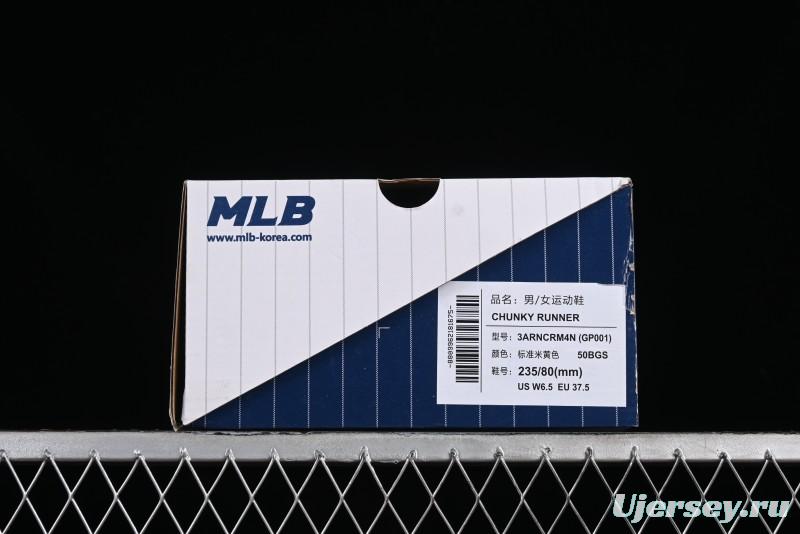 MLB
www.mlb-korea.com
品名：男/女运动鞋
CHUNKY RUNNER
型号：3ARNCRM4N (GP001)
颜色：标准米黄色 50BGS
鞋号：235/80(mm)
US W6.5 EU 37.5
Ujersey.ru